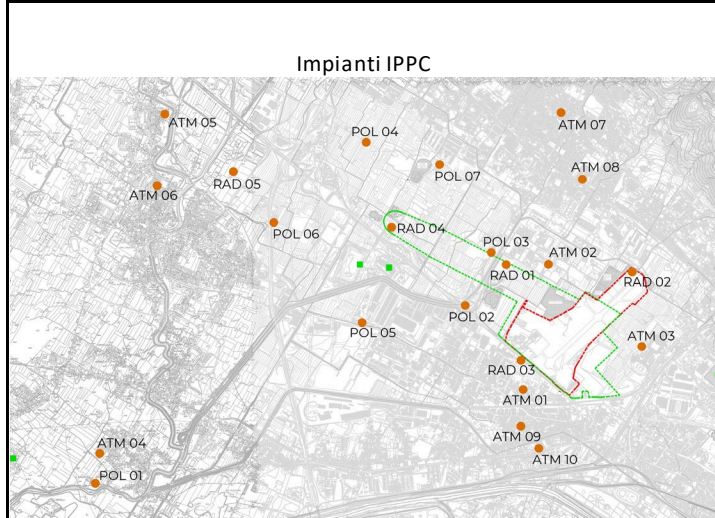 Impianti IPPC
ATM 05
ATM 07
POL 04
POL 07
ATM 08
RAD 05
ATM 06
POL 06
RAD 04
POL 03
ATM 02
RAD 01
RAD 02
POL 02
POL 05
ATM 03
RAD 03
ATM 01
ATM 09
ATM 10
ATM 04
POL 01